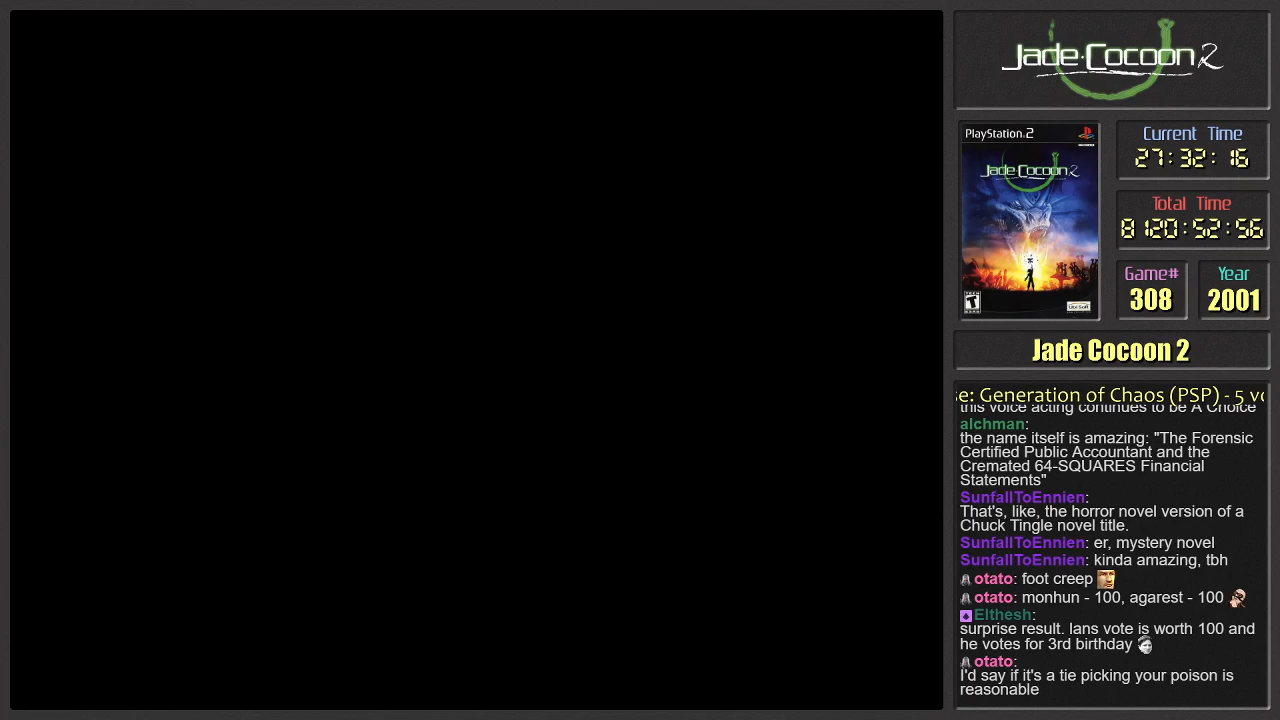 Jade·Cocoon 2
PlayStation.2
Jade·Cocoon 2
TEEN
Ubi Soft
Current Time
27:32:16
Total Time
8120:52:56
Game#
308
Year
2001
Jade Cocoon 2
se: Generation of Chaos (PSP) - 5 vo
this voice acting continues to be A Choice
alchman:
the name itself is amazing: "The Forensic
Certified Public Accountant and the
Cremated 64-SQUARES Financial
Statements"
SunfallToEnnien:
That's, like, the horror novel version of a
Chuck Tingle novel title.
SunfallToEnnien: er, mystery novel
SunfallToEnnien: kinda amazing, tbh
otato: foot creep
otato: monhun - 100, agarest - 100
Elthesh:
surprise result. Ians vote is worth 100 and
he votes for 3rd birthday
otato:
I'd say if it's a tie picking your poison is
reasonable